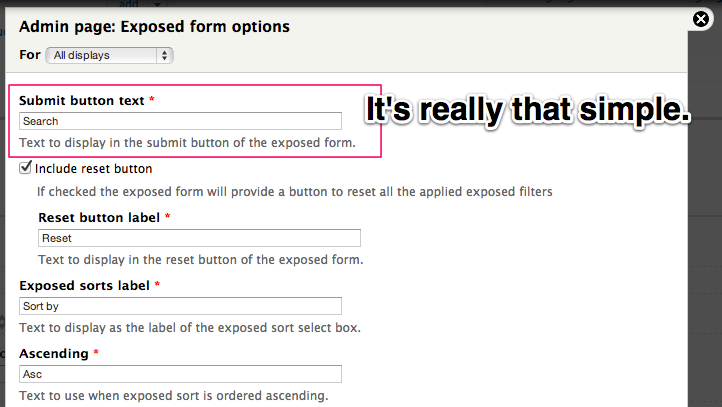 add
Admin page: Exposed form options
For All displays
Submit button text *
It's really that simple.
Search
Text to display in the submit button of the exposed form.
Include reset button
If checked the exposed form will provide a button to reset all the applied exposed filters
Reset button label *
Reset
Text to display in the reset button of the exposed form.
Exposed sorts label *
Sort by
Text to display as the label of the exposed sort select box.
Ascending *
Asc
Text to use when exposed sort is ordered ascending.